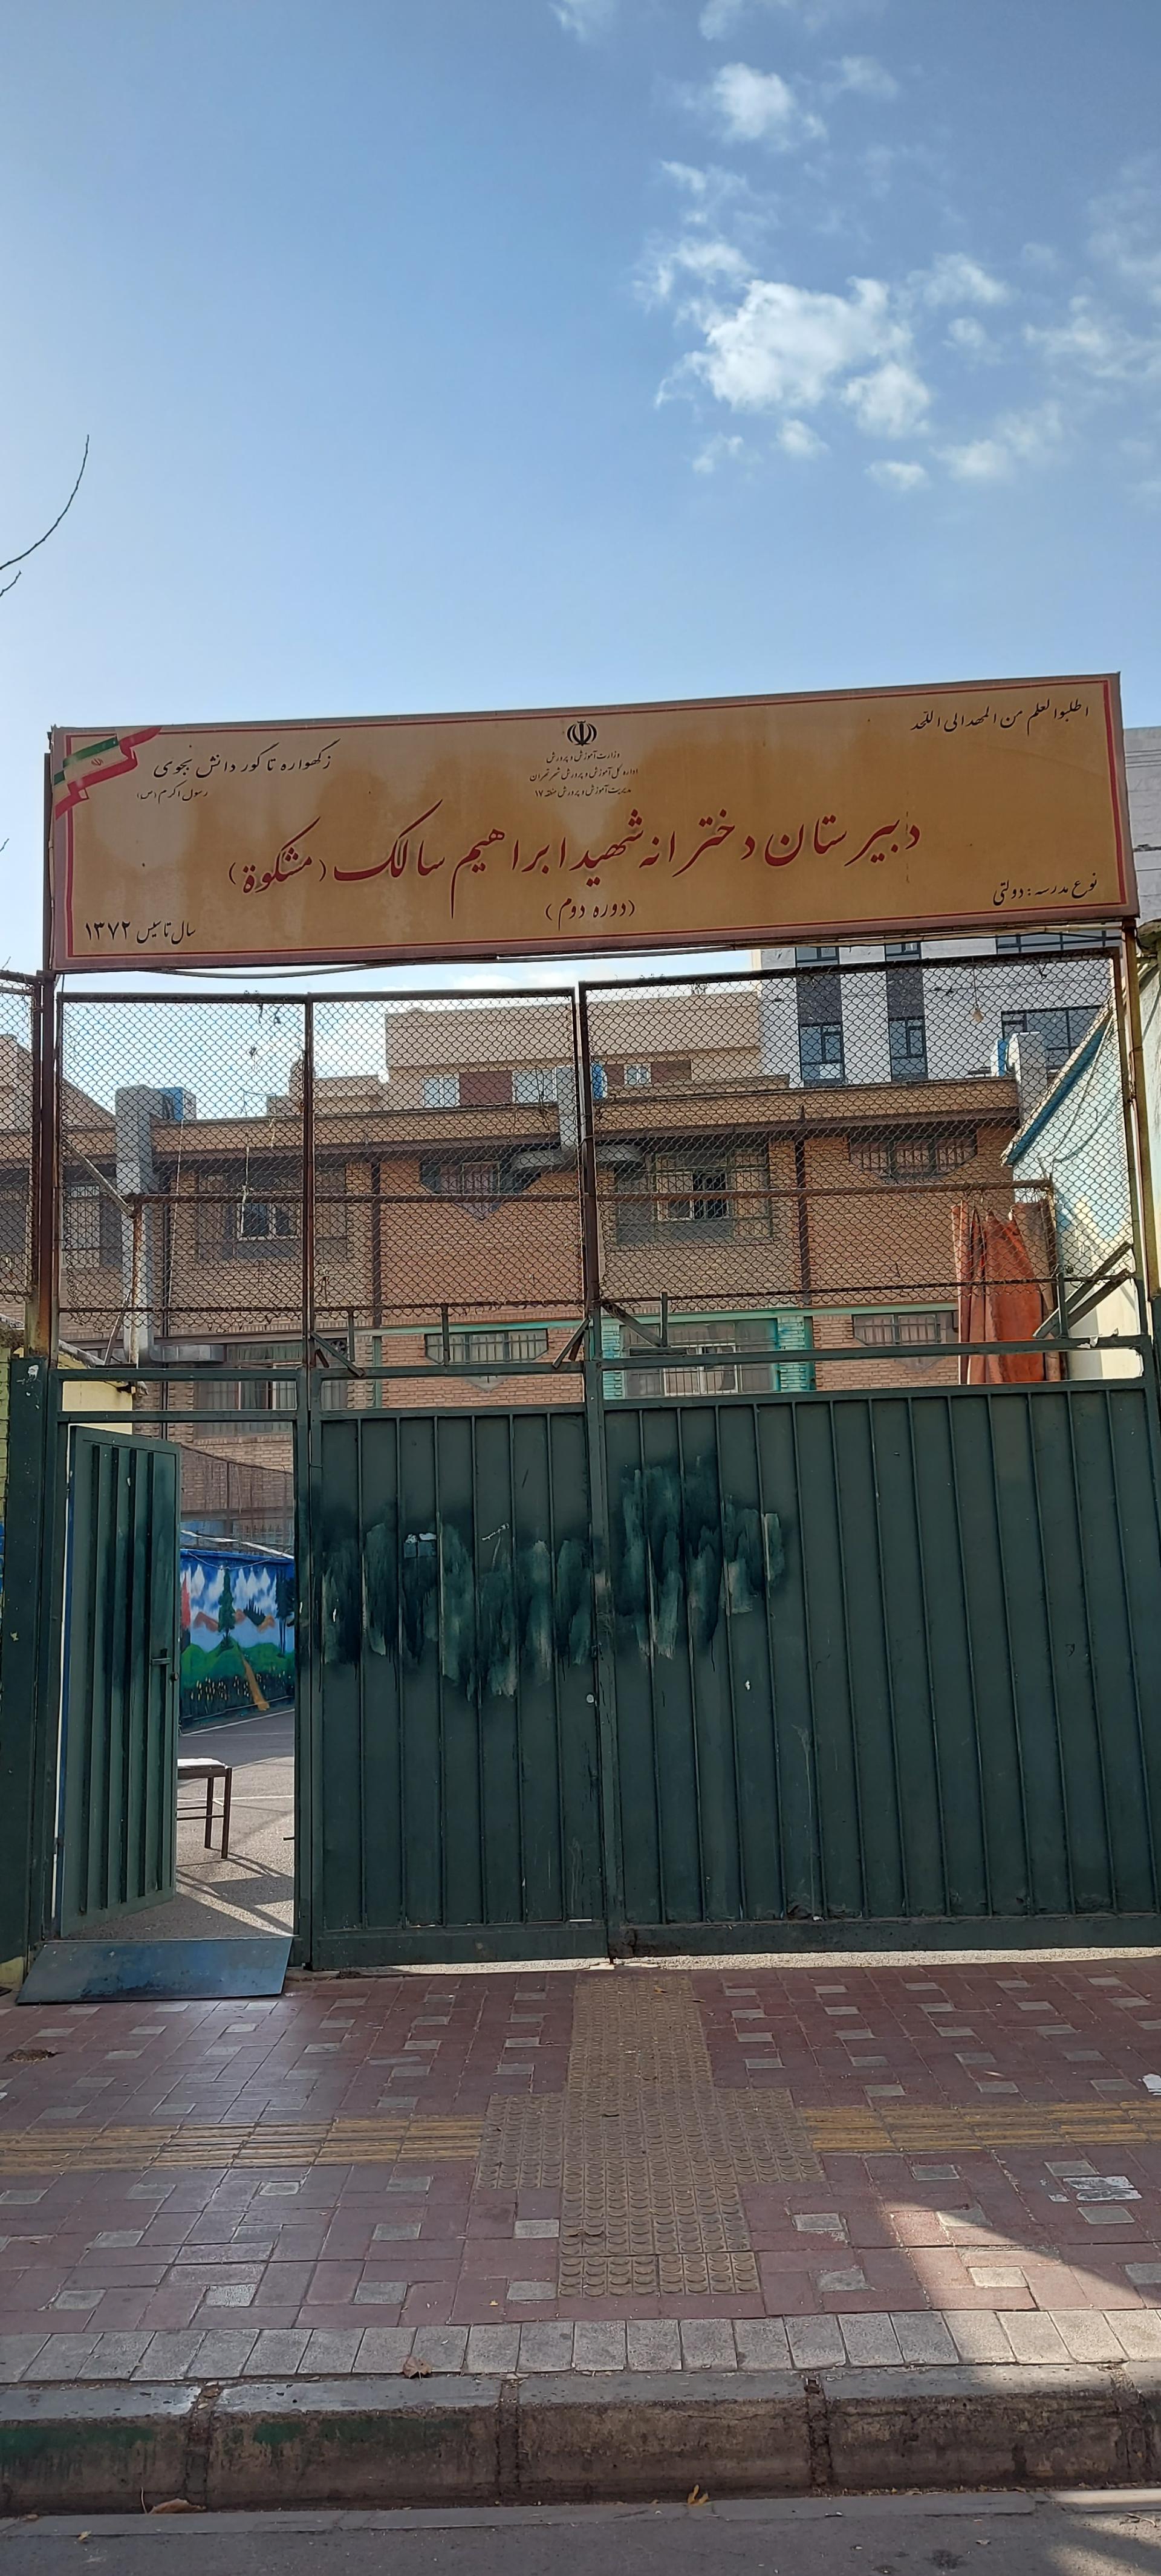 اطلبوا العلم من المهد الی اللحد
زگهواره تا گور دانش بجوی
رسول اکرم (ص)
وزارت آموزش و پرورش
اداره کل آموزش و پرورش شهر تهران
مدیریت آموزش و پرورش منطقه ۱۷
دبیرستان دخترانه شهید ابراهیم سالک (مشکوة)
(دوره دوم)
نوع مدرسه : دولتی
سال تاسیس ۱۳۷۲